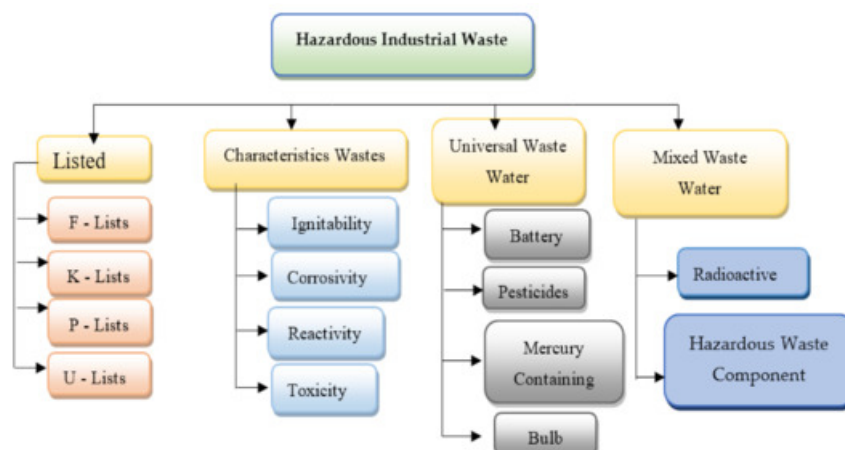 Hazardous Industrial Waste
Listed
F - Lists
K - Lists
P - Lists
U - Lists
Characteristics Wastes
Ignitability
Corrosivity
Reactivity
Toxicity
Universal Waste
Water
Battery
Pesticides
Mercury
Containing
Bulb
Mixed Waste
Water
Radioactive
Hazardous Waste
Component